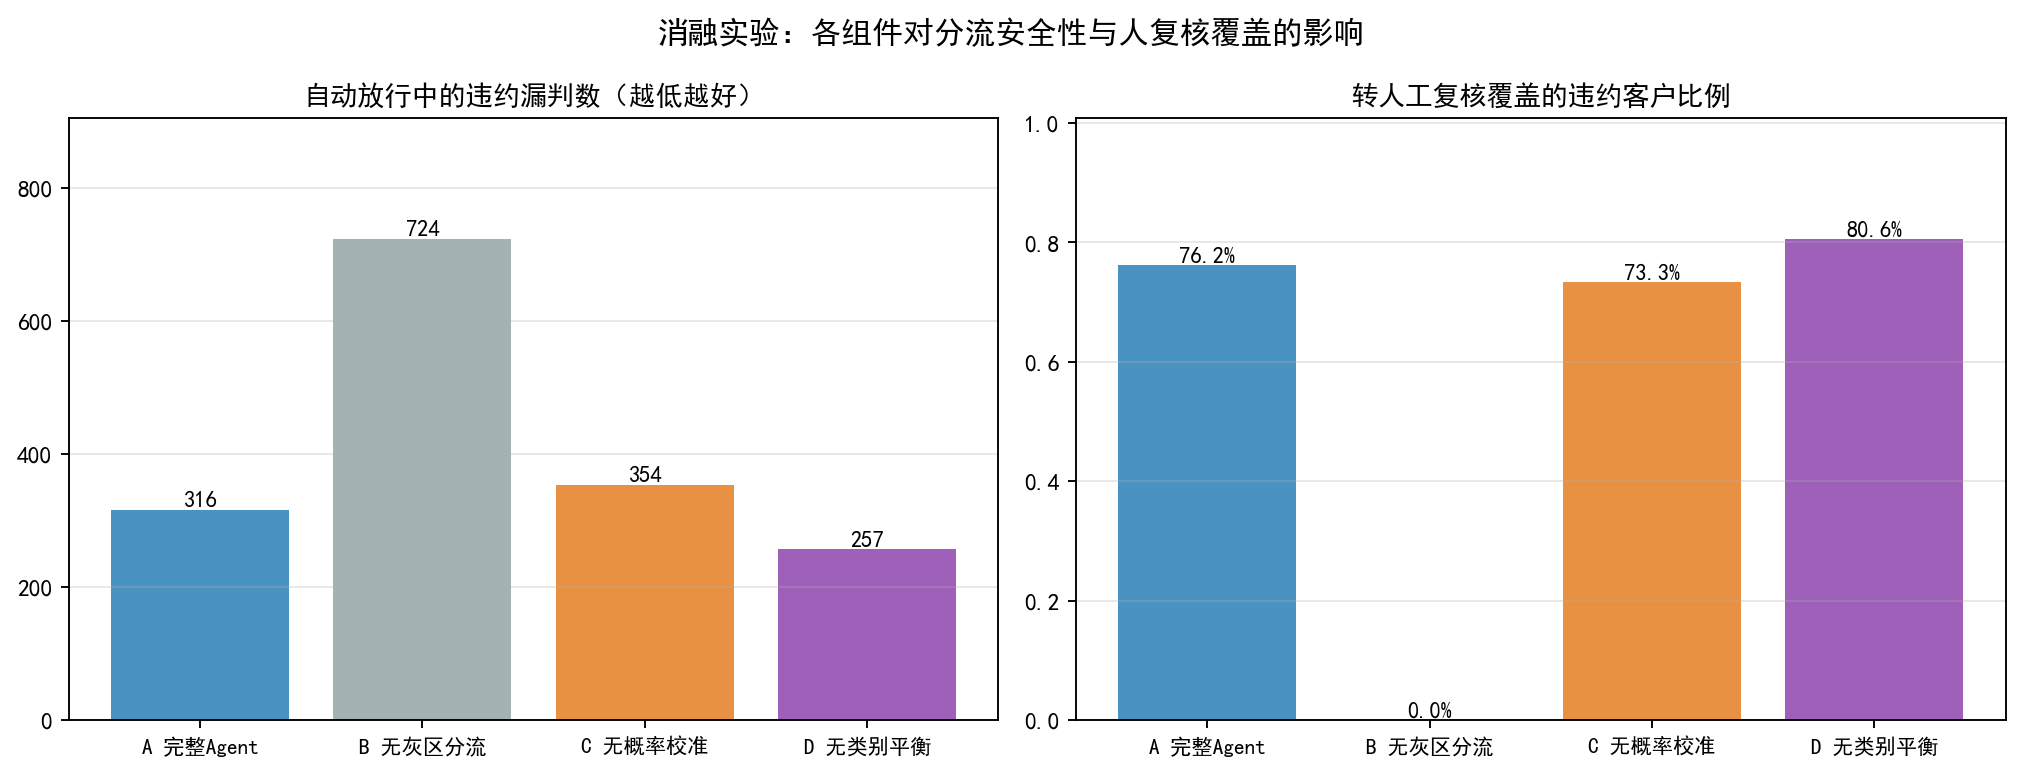 消融实验：各组件对分流安全性与人复核覆盖的影响
自动放行中的违约漏判数（越低越好）
800
600
400
200
0
316
724
354
257
A 完整Agent
B 无灰区分流
C 无概率校准
D 无类别平衡
转人工复核覆盖的违约客户比例
1.0
0.8
0.6
0.4
0.2
0.0
76.2%
0.0%
73.3%
80.6%
A 完整Agent
B 无灰区分流
C 无概率校准
D 无类别平衡